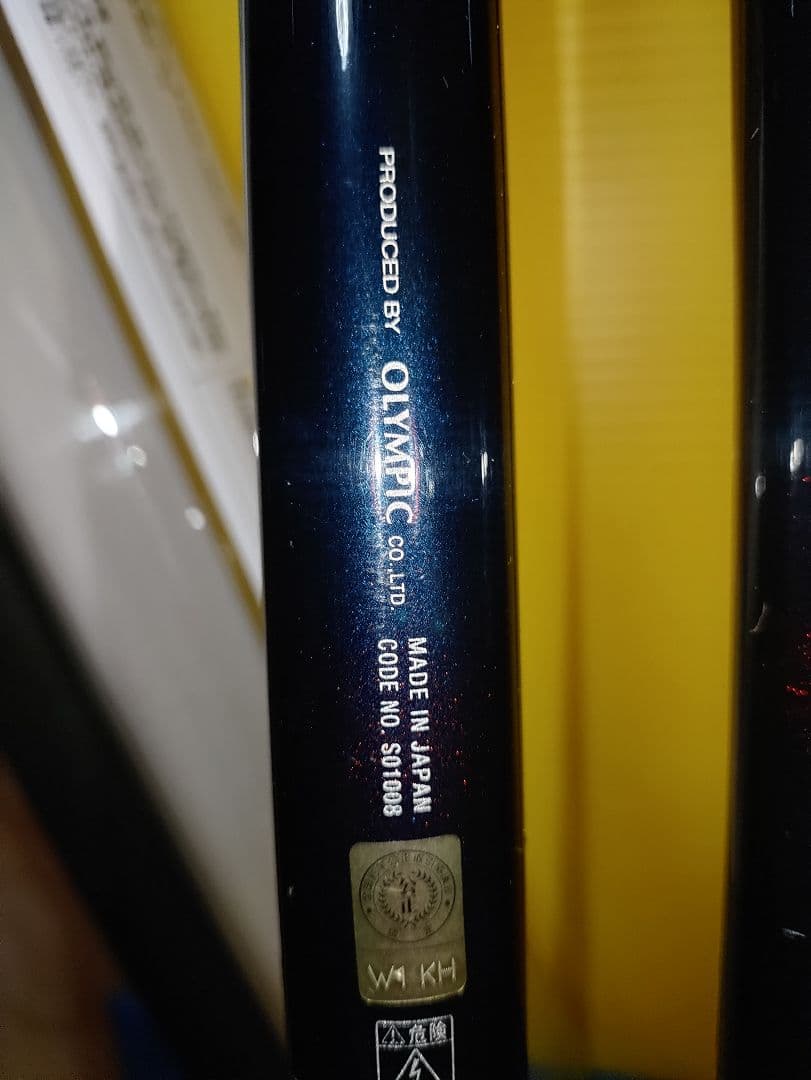 PRODUCED BY OLYMPIC CO.,LTD.
MADE IN JAPAN
CODE NO. S01008
W1 KH
⚠危険